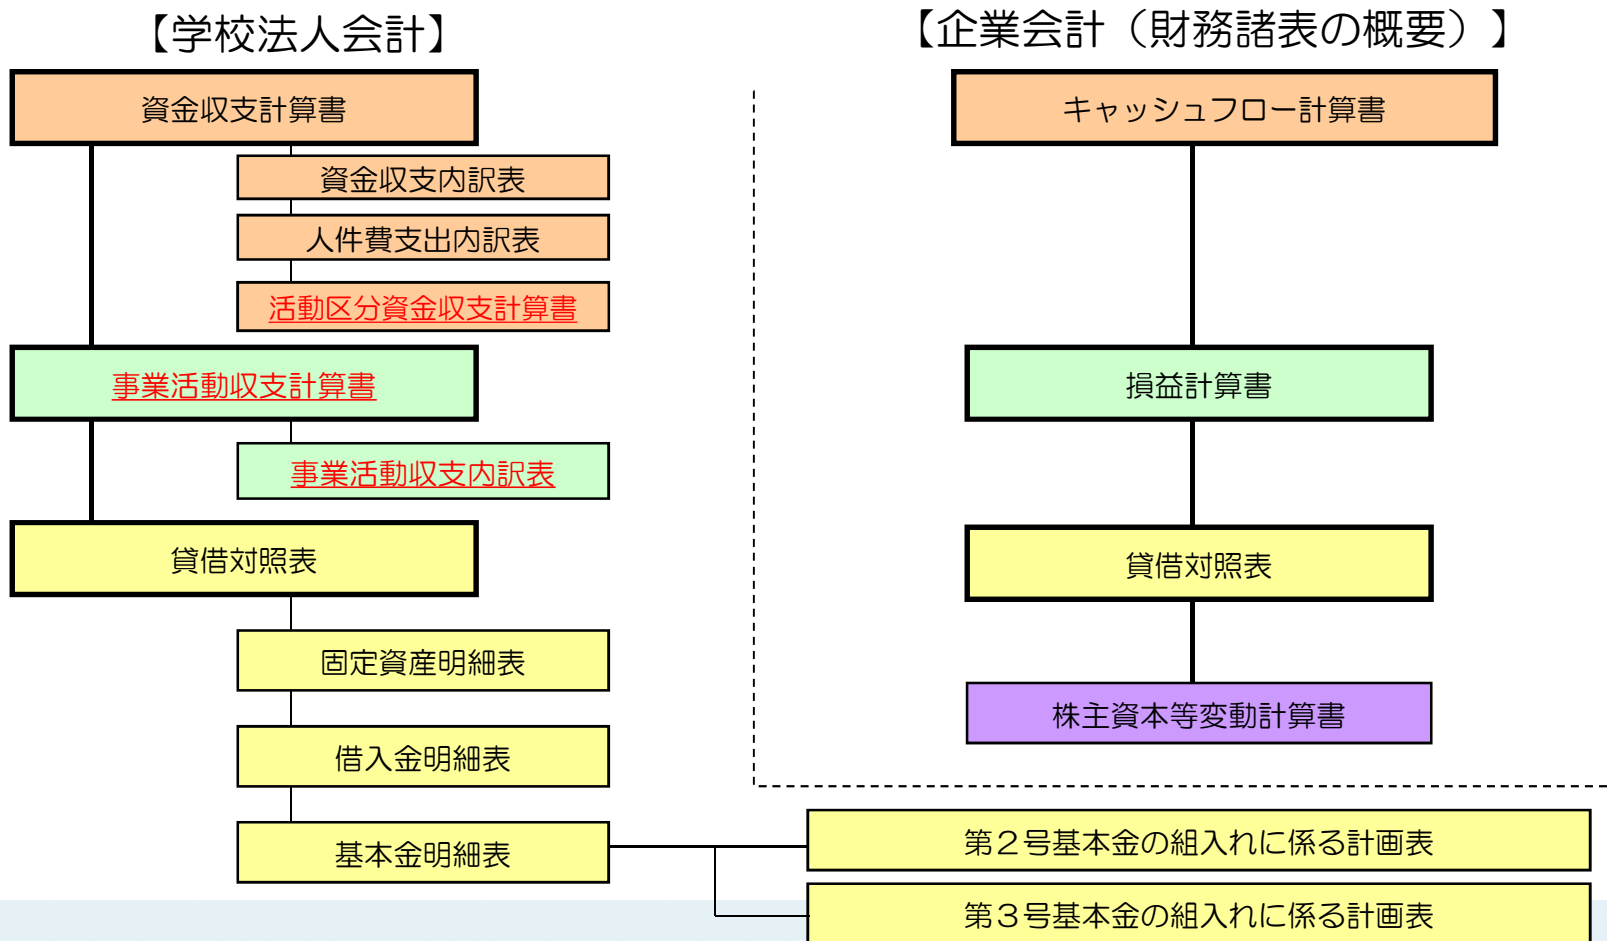 【学校法人会計】
資金収支計算書
資金収支内訳表
人件費支出内訳表
活動区分資金収支計算書
事業活動収支計算書
事業活動収支内訳表
貸借対照表
固定資産明細表
借入金明細表
基本金明細表
第２号基本金の組入れに係る計画表
第３号基本金の組入れに係る計画表
【企業会計（財務諸表の概要）】
キャッシュフロー計算書
損益計算書
貸借対照表
株主資本等変動計算書